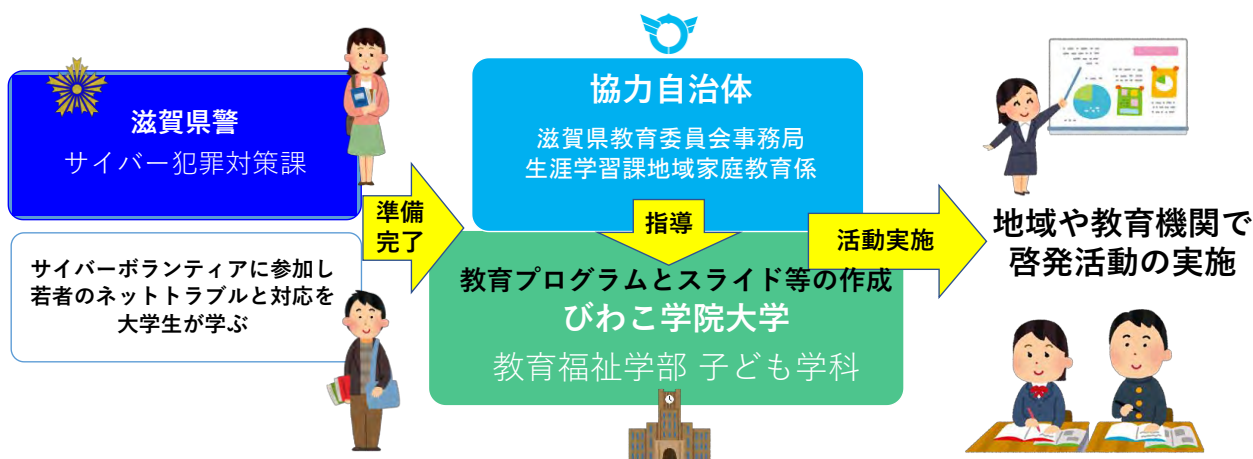 滋賀県警
サイバー犯罪対策課
サイバーボランティアに参加し
若者のネットトラブルと対応を
大学生が学ぶ
準備
完了
協力自治体
滋賀県教育委員会事務局
生涯学習課地域家庭教育係
指導
教育プログラムとスライド等の作成
びわこ学院大学
教育福祉学部 子ども学科
活動実施
地域や教育機関で
啓発活動の実施